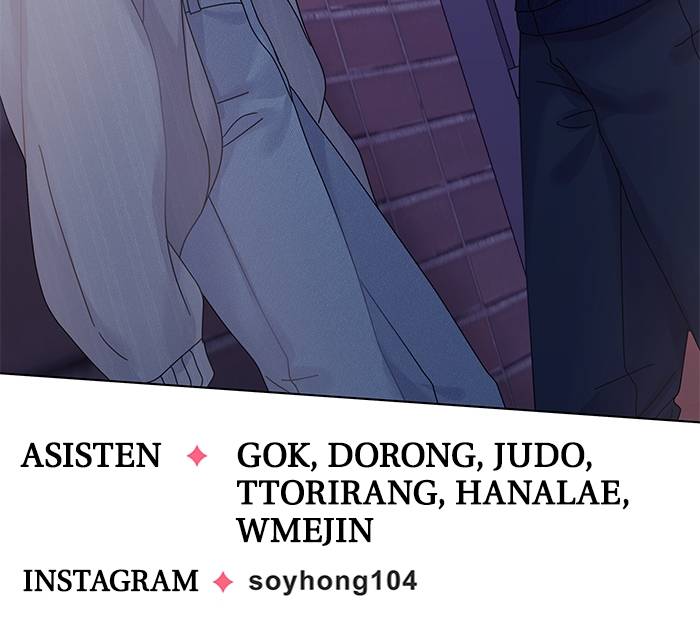 ASISTEN ✦ GOK, DORONG, JUDO,
TTORIRANG, HANALAE,
WMEJIN
INSTAGRAM ✦ soyhong104